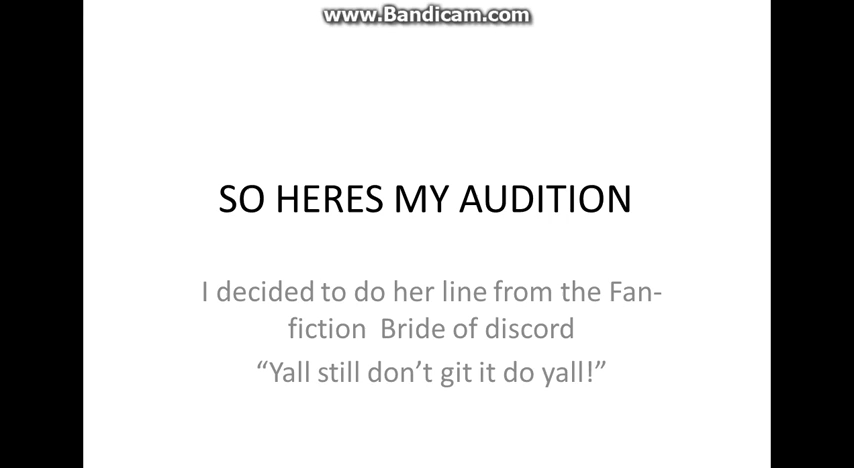 www.Bandicam.com
SO HERES MY AUDITION
I decided to do her line from the Fan-
fiction  Bride of discord
“Yall still don’t git it do yall!”